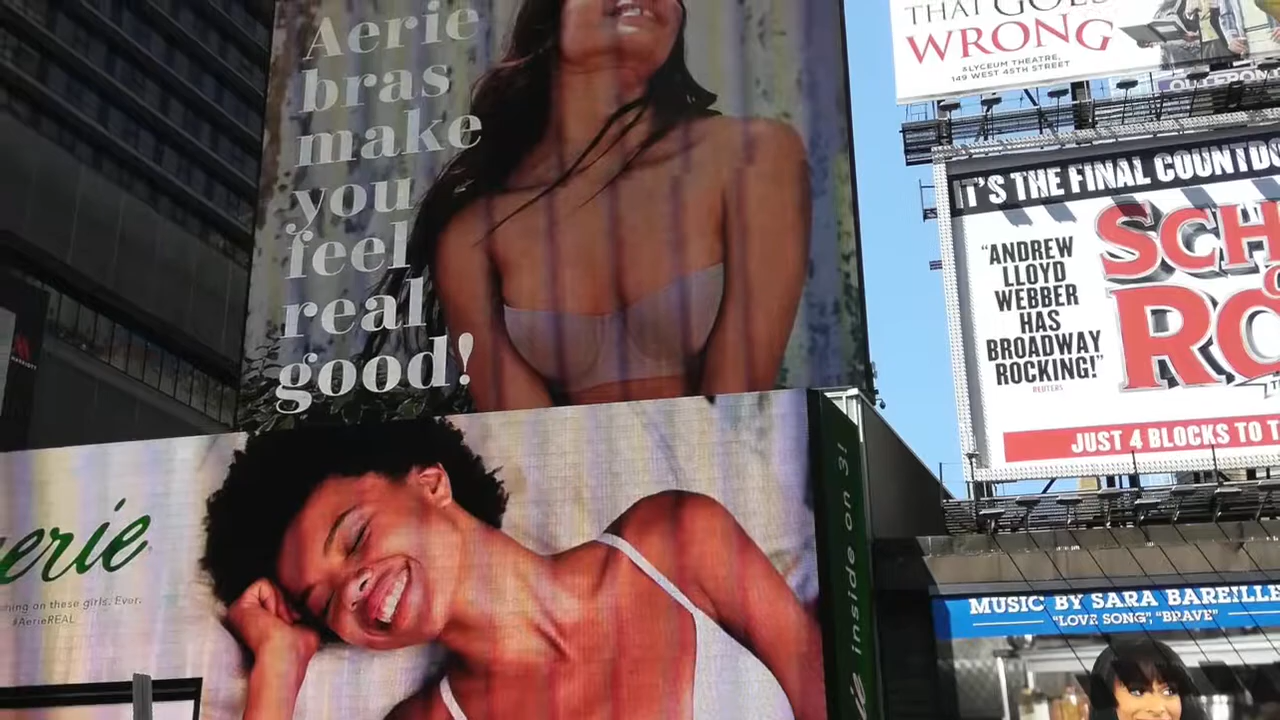 Aerie
bras
make
you
feel
real
good!
erie
ning on these girls. Ever.
#AerieREAL
inside on 3!
MARRIOTT
THAT GOES
WRONG
LYCEUM THEATRE,
149 WEST 45TH STREET
IT'S THE FINAL COUNTDO
"ANDREW
LLOYD
WEBBER
HAS
BROADWAY
ROCKING!"
REUTERS
SCH
RO
JUST 4 BLOCKS TO T
MUSIC BY SARA BAREILLE
"LOVE SONG", "BRAVE"